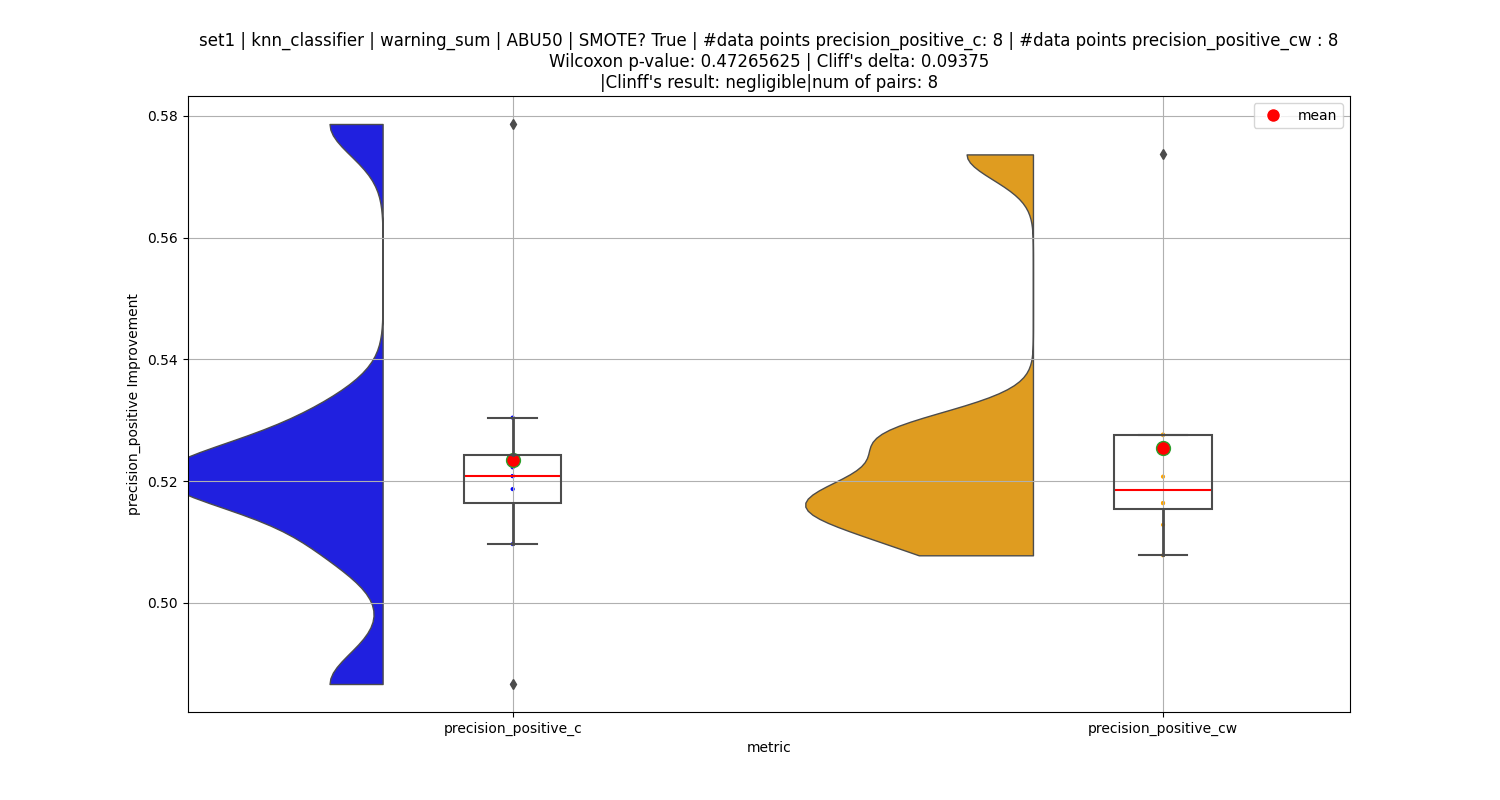 set1 | knn_classifier | warning_sum | ABU50 | SMOTE? True | #data points precision_positive_c: 8 | #data points precision_positive_cw : 8
Wilcoxon p-value: 0.47265625 | Cliff's delta: 0.09375
|Clinff's result: negligible|num of pairs: 8
mean
0.58
0.56
0.54
0.52
0.50
precision_positive Improvement
precision_positive_c
precision_positive_cw
metric